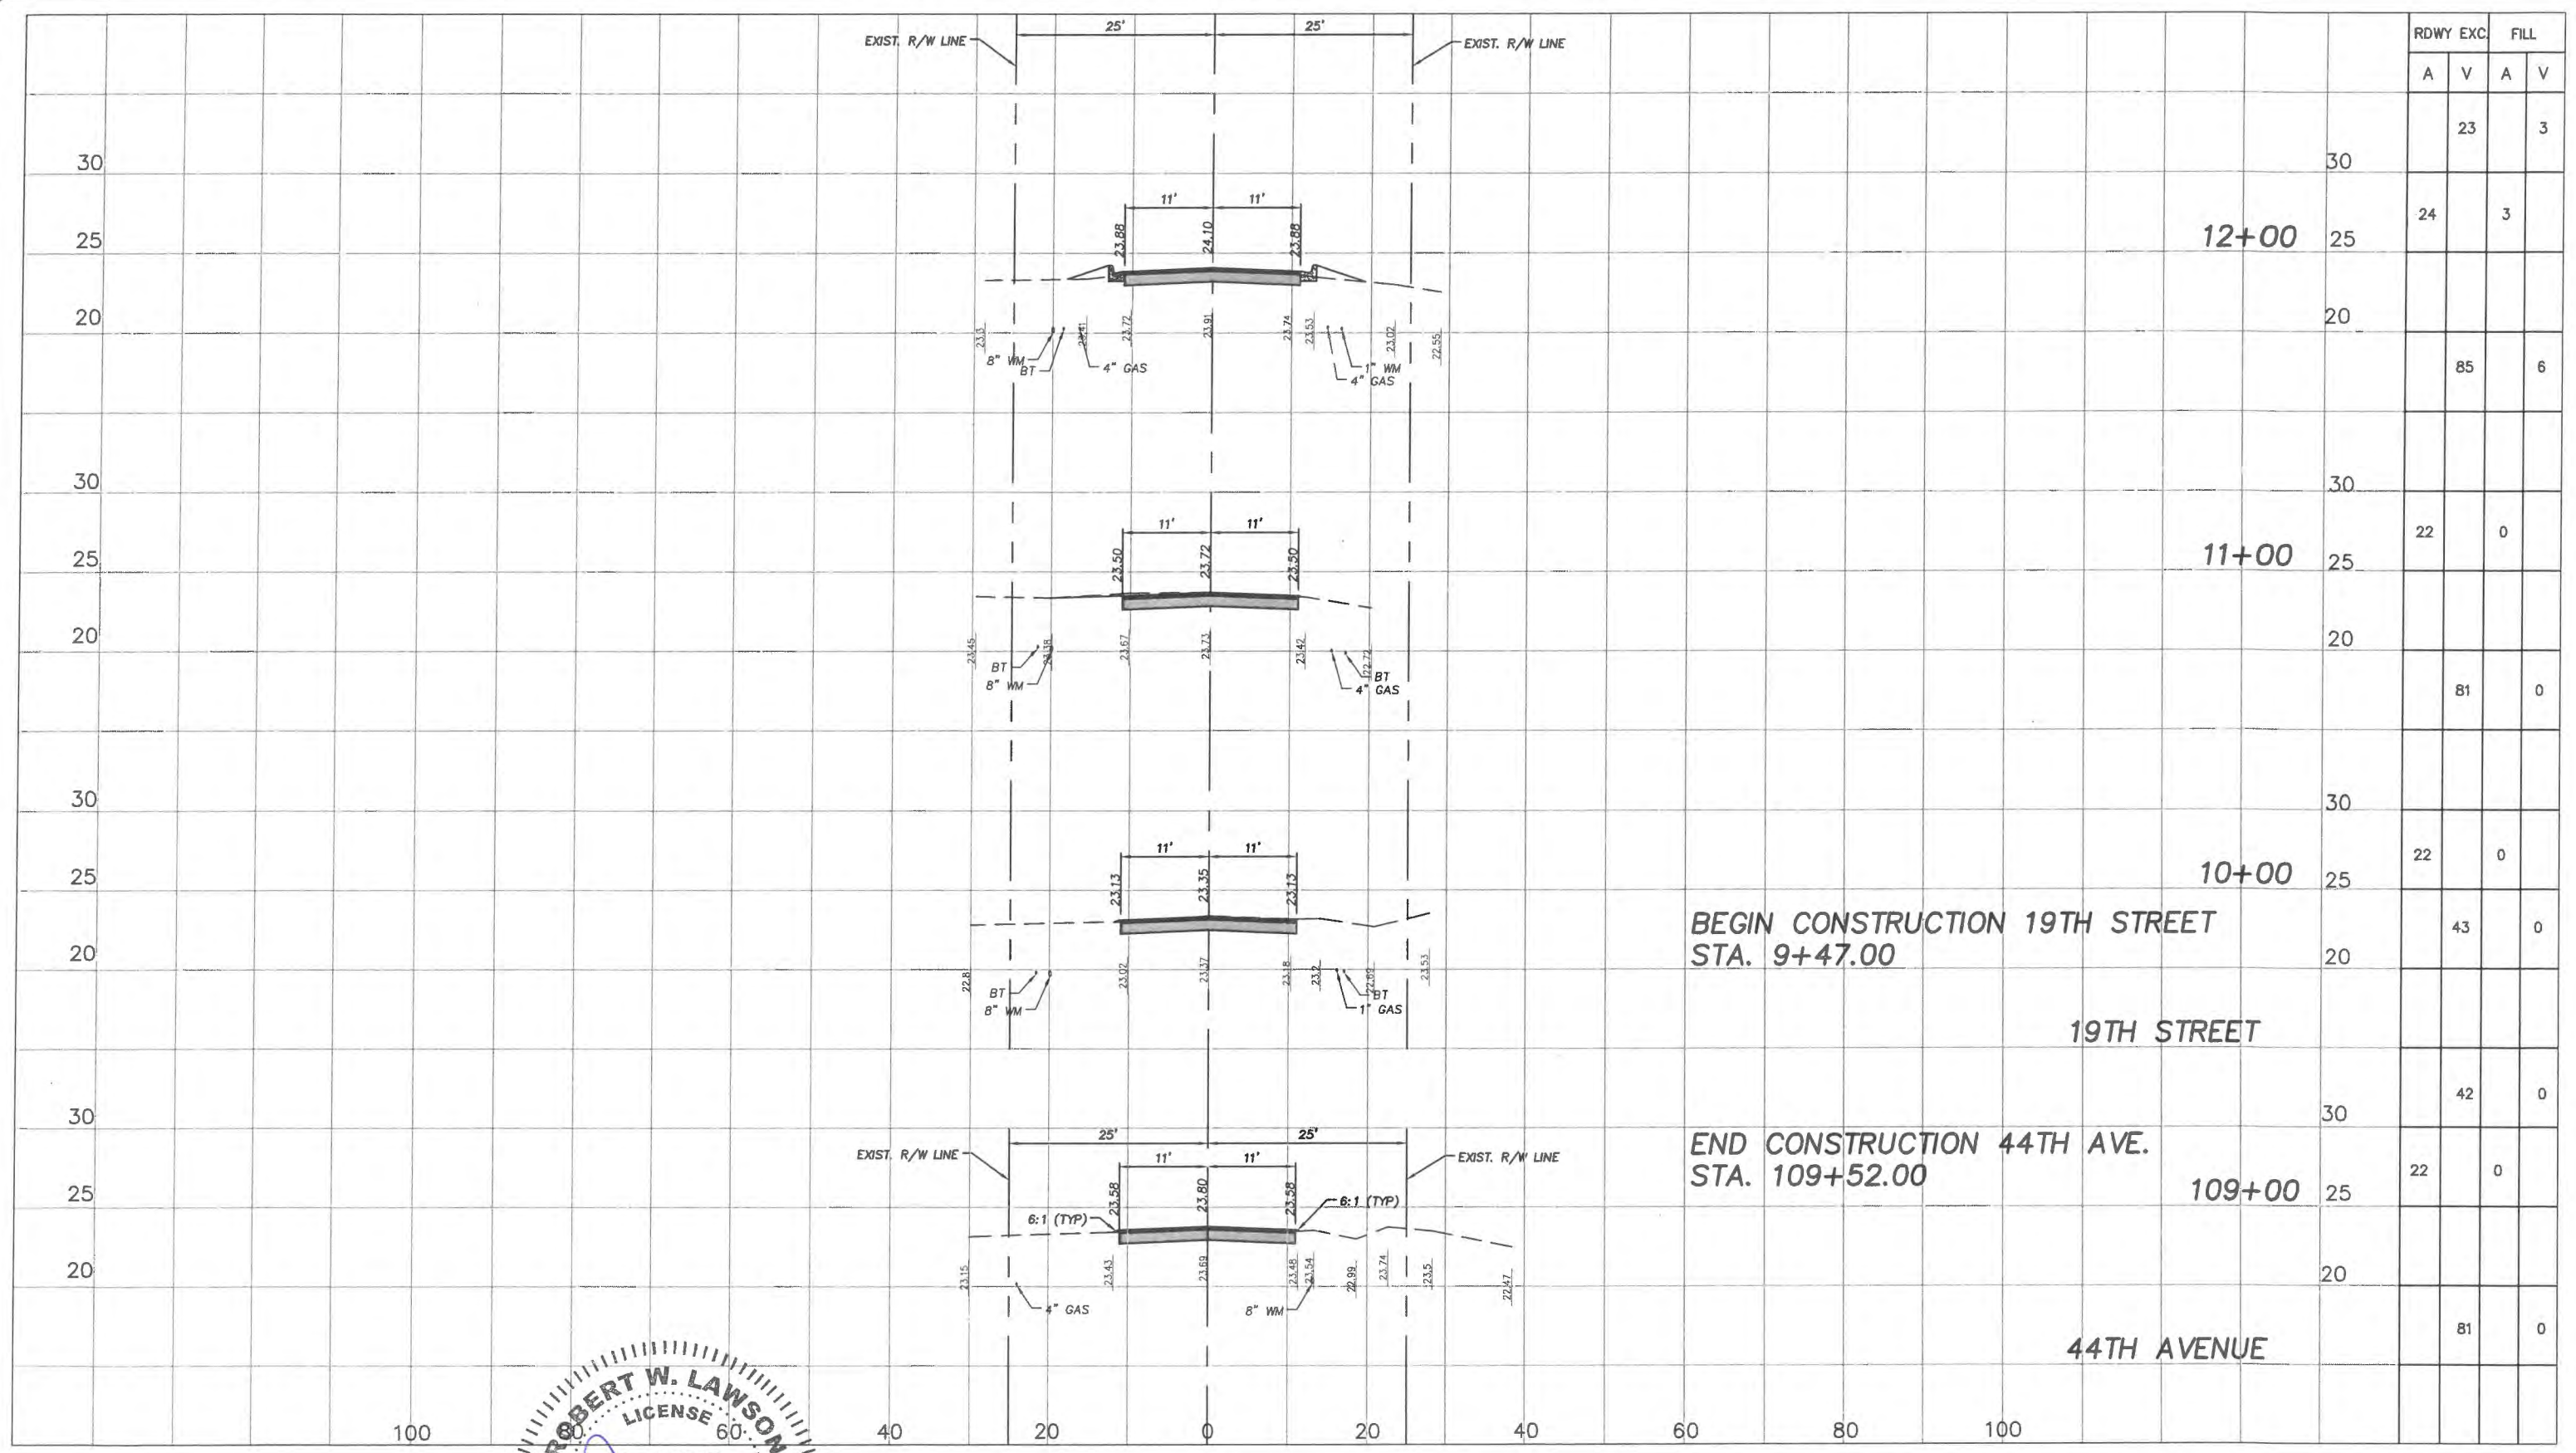 25' 25'
EXIST. R/W LINE EXIST. R/W LINE
RDWY EXC. FILL
A V A V
23 3
30 30
11' 11'
23.88 24.10 23.88
24 3
25 12+00 25
20 20
23.3 23.41 23.72 23.91 23.74 23.53 23.02 22.55
8" WM BT 4" GAS 1" WM
4" GAS
85 6
30 30
11' 11'
23.50 23.72 23.50
22 0
25 11+00 25
20 20
23.45 23.38 23.67 23.73 23.42 22.72
BT BT
8" WM 4" GAS
81 0
30 30
11' 11'
23.13 23.35 23.13
22 0
25 10+00 25
BEGIN CONSTRUCTION 19TH STREET
STA. 9+47.00
43 0
20 20
22.8 23.02 23.37 23.18 23.2 22.69 23.53
BT BT
8" WM 1" GAS
19TH STREET
42 0
30 30
25' 25'
EXIST. R/W LINE EXIST. R/W LINE
11' 11'
END CONSTRUCTION 44TH AVE.
STA. 109+52.00
22 0
23.58 23.80 23.58
25 109+00 25
6:1 (TYP) 6:1 (TYP)
20 20
23.15 23.43 23.69 23.48 23.54 22.99 23.74 23.5 22.47
4" GAS 8" WM
81 0
44TH AVENUE
ROBERT W. LAWSON
LICENSE
100 80 60 40 20 0 20 40 60 80 100